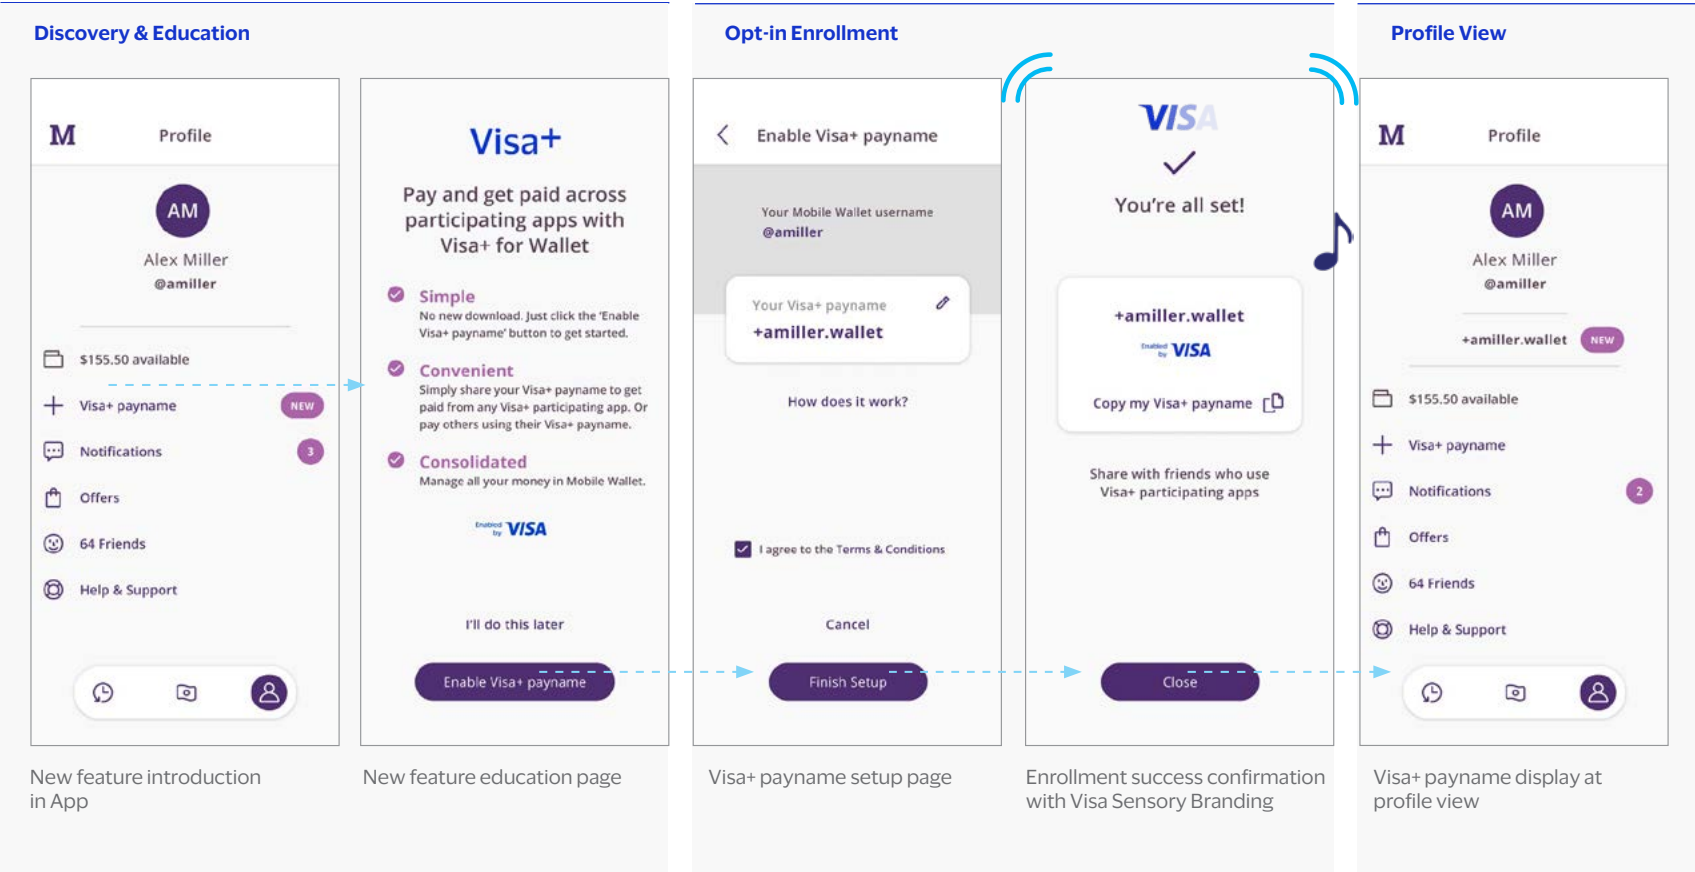 Discovery & Education
Opt-in Enrollment
Profile View
M
Profile
AM
Alex Miller
@amiller
$155.50 available
Visa+ payname
NEW
Notifications
3
Offers
64 Friends
Help & Support
New feature introduction
in App
Visa+
Pay and get paid across
participating apps with
Visa+ for Wallet
Simple
No new download. Just click the ‘Enable
Visa+ payname’ button to get started.
Convenient
Simply share your Visa+ payname to get
paid from any Visa+ participating app. Or
pay others using their Visa+ payname.
Consolidated
Manage all your money in Mobile Wallet.
Enabled
by VISA
I’ll do this later
Enable Visa+ payname
New feature education page
Enable Visa+ payname
Your Mobile Wallet username
@amiller
Your Visa+ payname
+amiller.wallet
How does it work?
I agree to the Terms & Conditions
Cancel
Finish Setup
Visa+ payname setup page
VISA
You’re all set!
+amiller.wallet
Enabled
by VISA
Copy my Visa+ payname
Share with friends who use
Visa+ participating apps
Close
Enrollment success confirmation
with Visa Sensory Branding
M
Profile
AM
Alex Miller
@amiller
+amiller.wallet
NEW
$155.50 available
Visa+ payname
Notifications
2
Offers
64 Friends
Help & Support
Visa+ payname display at
profile view